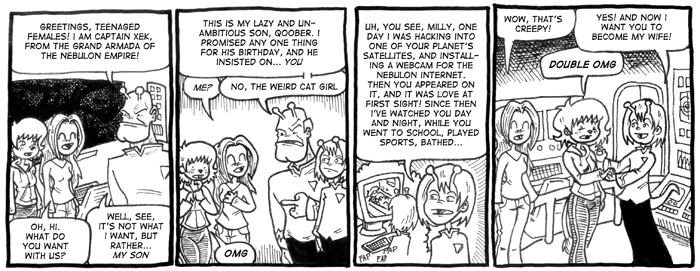 GREETINGS, TEENAGED
FEMALES! I AM CAPTAIN XEK,
FROM THE GRAND ARMADA OF
THE NEBULON EMPIRE!
OH, HI.
WHAT DO
YOU WANT
WITH US?
WELL, SEE,
IT'S NOT WHAT
I WANT, BUT
RATHER...
MY SON
THIS IS MY LAZY AND UN-
AMBITIOUS SON, QOOBER. I
PROMISED ANY ONE THING
FOR HIS BIRTHDAY, AND HE
INSISTED ON... YOU
ME?
NO, THE WEIRD CAT GIRL
OMG
UH, YOU SEE, MILLY, ONE
DAY I WAS HACKING INTO
ONE OF YOUR PLANET'S
SATELLITES, AND INSTALL-
ING A WEBCAM FOR THE
NEBULON INTERNET.
THEN YOU APPEARED ON
IT, AND IT WAS LOVE AT
FIRST SIGHT! SINCE THEN
I'VE WATCHED YOU DAY
AND NIGHT, WHILE YOU
WENT TO SCHOOL, PLAYED
SPORTS, BATHED...
FAP
FAP
FAP
WOW, THAT'S
CREEPY!
YES! AND NOW I
WANT YOU TO
BECOME MY WIFE!
DOUBLE OMG